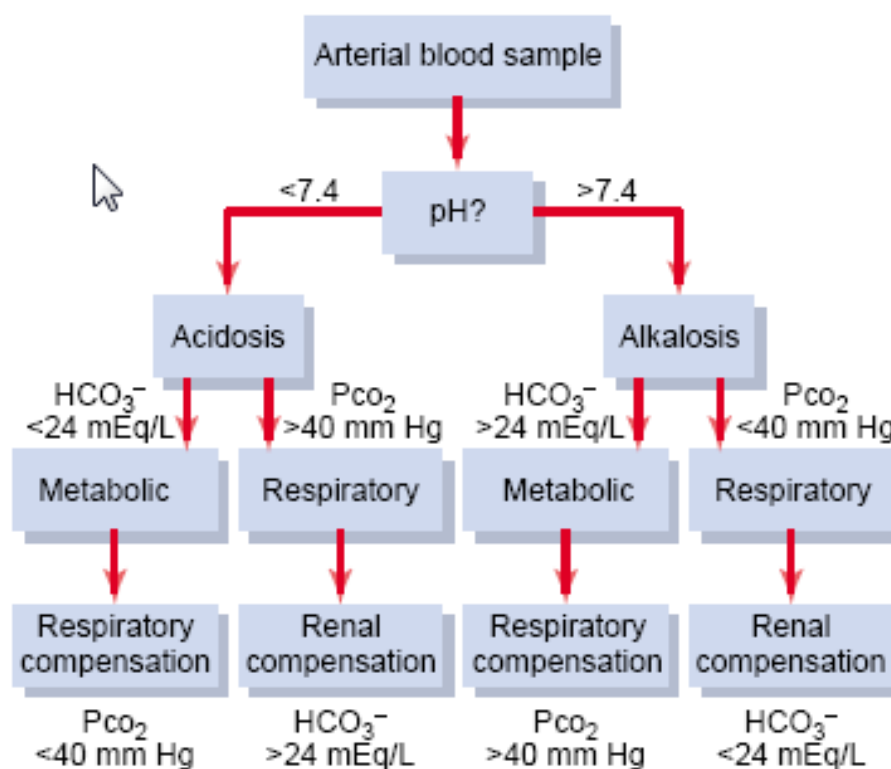 Arterial blood sample
<7.4
pH?
>7.4
Acidosis
Alkalosis
HCO₃⁻
<24 mEq/L
Pco₂
>40 mm Hg
HCO₃⁻
>24 mEq/L
Pco₂
<40 mm Hg
Metabolic
Respiratory
Metabolic
Respiratory
Respiratory
compensation
Renal
compensation
Respiratory
compensation
Renal
compensation
Pco₂
<40 mm Hg
HCO₃⁻
>24 mEq/L
Pco₂
>40 mm Hg
HCO₃⁻
<24 mEq/L